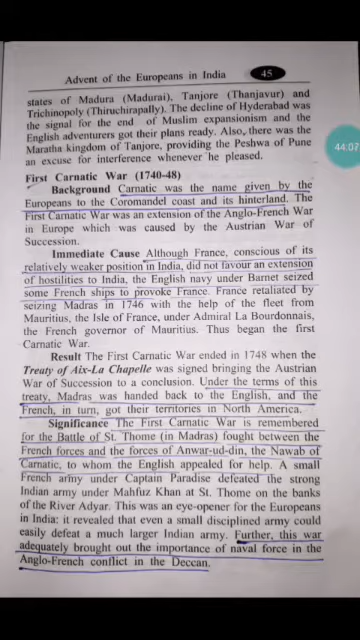 Advent of the Europeans in India 45
states of Madura (Madurai), Tanjore (Thanjavur) and
Trichinopoly (Thiruchirapally). The decline of Hyderabad was
the signal for the end of Muslim expansionism and the
English adventurers got their plans ready. Also, there was the
Maratha kingdom of Tanjore, providing the Peshwa of Pune
an excuse for interference whenever he pleased.
44:07
First Carnatic War (1740-48)
Background Carnatic was the name given by the
Europeans to the Coromandel coast and its hinterland. The
First Carnatic War was an extension of the Anglo-French War
in Europe which was caused by the Austrian War of
Succession.
Immediate Cause Although France, conscious of its
relatively weaker position in India, did not favour an extension
of hostilities to India, the English navy under Barnet seized
some French ships to provoke France. France retaliated by
seizing Madras in 1746 with the help of the fleet from
Mauritius, the Isle of France, under Admiral La Bourdonnais,
the French governor of Mauritius. Thus began the first
Carnatic War.
Result The First Carnatic War ended in 1748 when the
Treaty of Aix-La Chapelle was signed bringing the Austrian
War of Succession to a conclusion. Under the terms of this
treaty, Madras was handed back to the English, and the
French, in turn, got their territories in North America.
Significance The First Carnatic War is remembered
for the Battle of St. Thome (in Madras) fought between the
French forces and the forces of Anwar-ud-din, the Nawab of
Carnatic, to whom the English appealed for help. A small
French army under Captain Paradise defeated the strong
Indian army under Mahfuz Khan at St. Thome on the banks
of the River Adyar. This was an eye-opener for the Europeans
in India: it revealed that even a small disciplined army could
easily defeat a much larger Indian army. Further, this war
adequately brought out the importance of naval force in the
Anglo-French conflict in the Deccan.